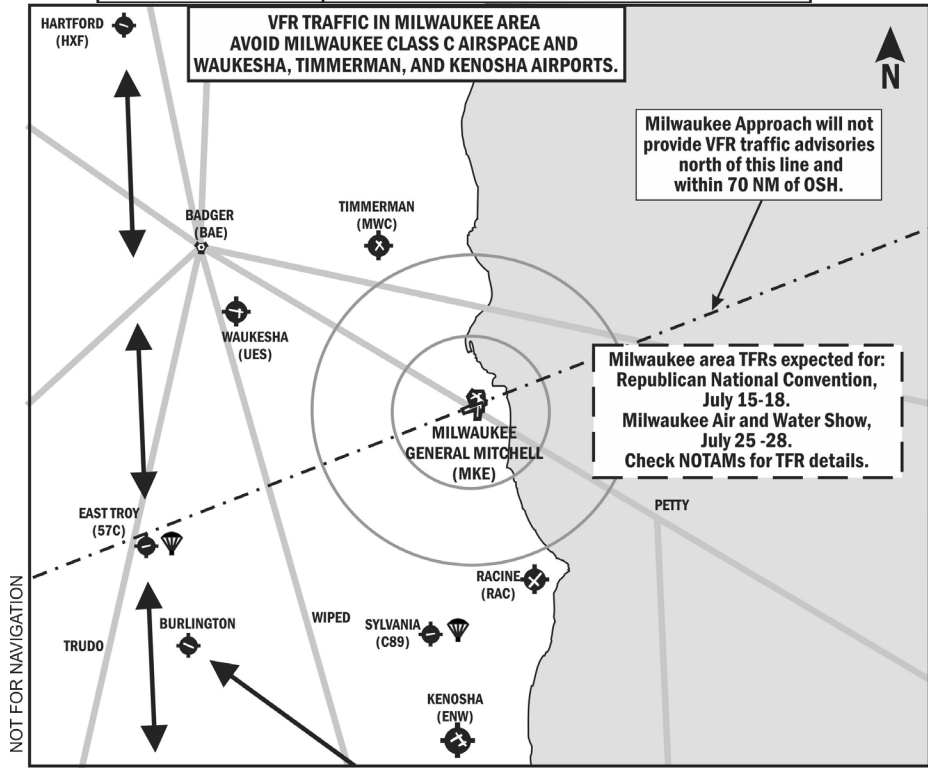 HARTFORD
(HXF)
VFR TRAFFIC IN MILWAUKEE AREA
AVOID MILWAUKEE CLASS C AIRSPACE AND
WAUKESHA, TIMMERMAN, AND KENOSHA AIRPORTS.
N
Milwaukee Approach will not
provide VFR traffic advisories
north of this line and
within 70 NM of OSH.
BADGER
(BAE)
TIMMERMAN
(MWC)
WAUKESHA
(UES)
Milwaukee area TFRs expected for:
Republican National Convention,
July 15-18.
Milwaukee Air and Water Show,
July 25 -28.
Check NOTAMs for TFR details.
MILWAUKEE
GENERAL MITCHELL
(MKE)
PETTY
EAST TROY
(57C)
RACINE
(RAC)
NOT FOR NAVIGATION
TRUDO
BURLINGTON
WIPED
SYLVANIA
(C89)
KENOSHA
(ENW)